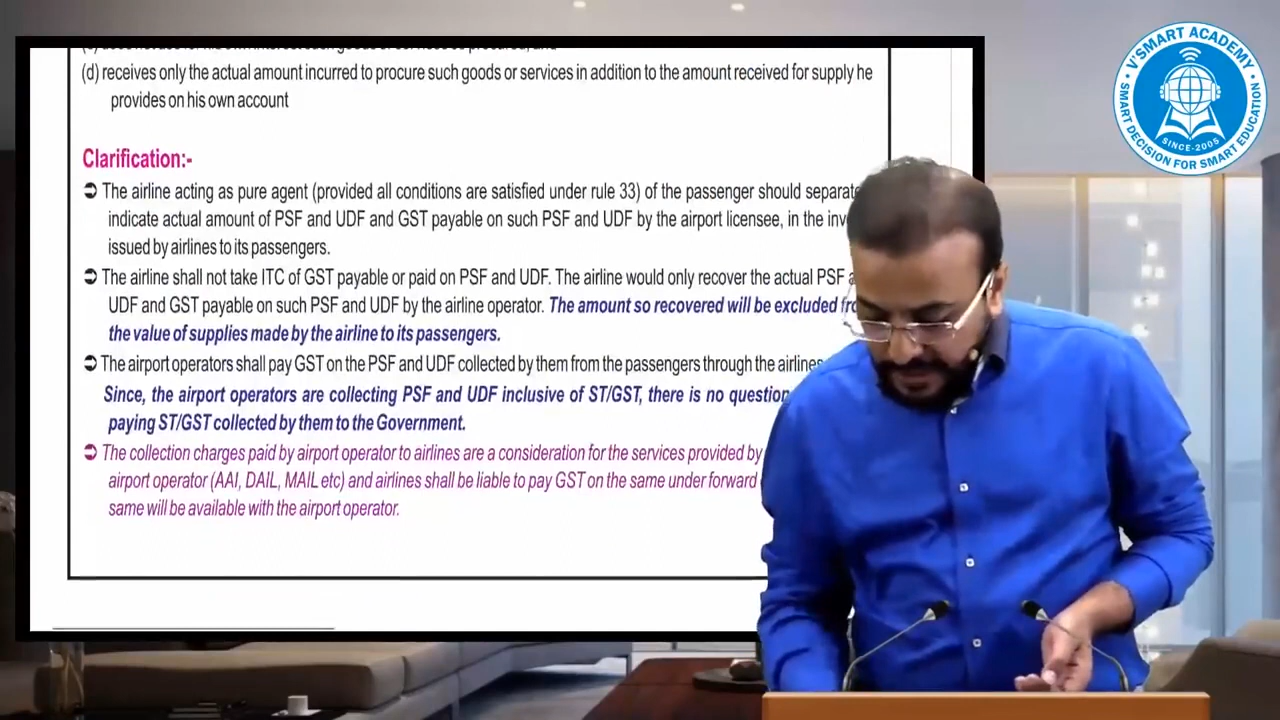 (d) receives only the actual amount incurred to procure such goods or services in addition to the amount received for supply he
provides on his own account
Clarification:-
➲ The airline acting as pure agent (provided all conditions are satisfied under rule 33) of the passenger should
indicate actual amount of PSF and UDF and GST payable on such PSF and UDF by the airport licensee, in the
issued by airlines to its passengers.
➲ The airline shall not take ITC of GST payable or paid on PSF and UDF. The airline would only recover the actual PSF
UDF and GST payable on such PSF and UDF by the airline operator. The amount so recovered will be excluded
the value of supplies made by the airline to its passengers.
➲ The airport operators shall pay GST on the PSF and UDF collected by them from the passengers through the airlines
Since, the airport operators are collecting PSF and UDF inclusive of ST/GST, there is no question
paying ST/GST collected by them to the Government.
➲ The collection charges paid by airport operator to airlines are a consideration for the services provided by
airport operator (AAI, DAIL, MAIL etc) and airlines shall be liable to pay GST on the same under forward
same will be available with the airport operator.
V'SMART ACADEMY
SINCE-2005
SMART DECISION FOR SMART EDUCATION